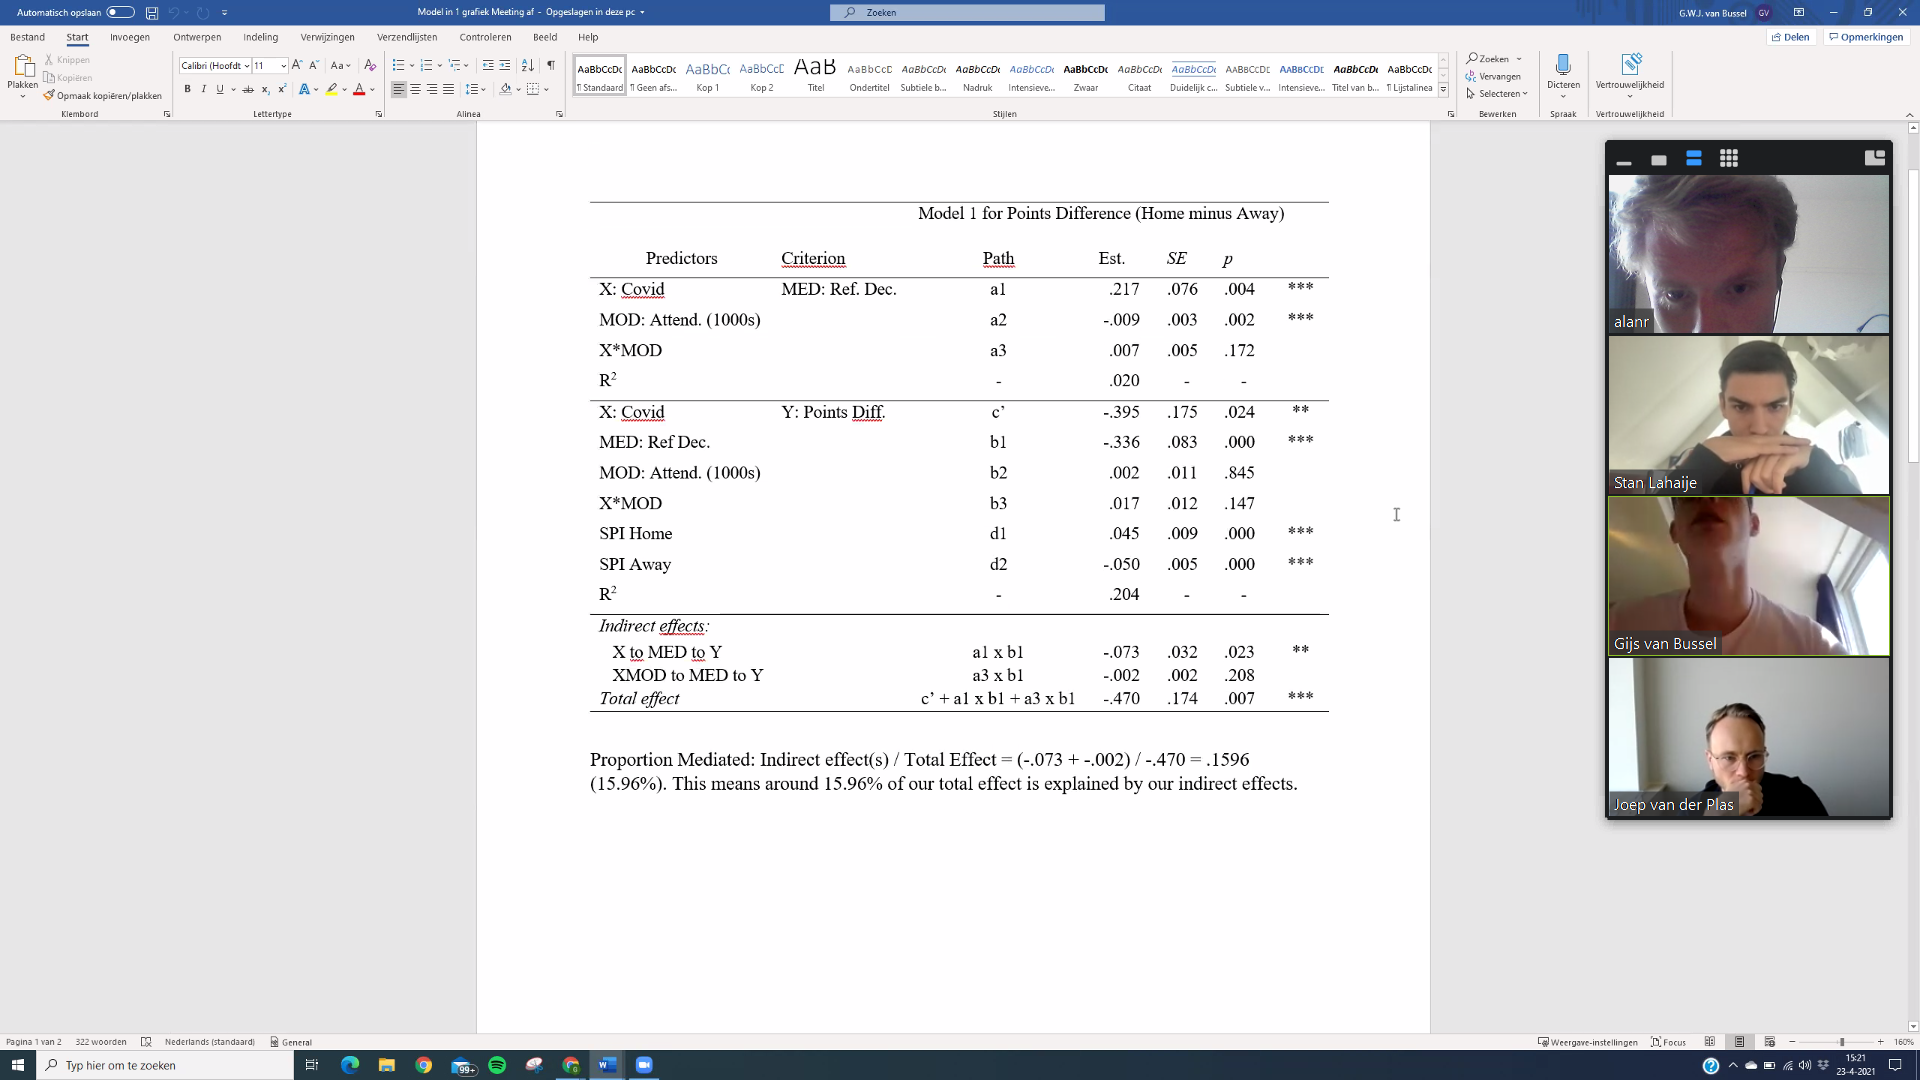 Automatisch opslaan
Model in 1 grafiek Meeting af - Opgeslagen in deze pc
Zoeken
G.W.J. van Bussel GV
Bestand Start Invoegen Ontwerpen Indeling Verwijzingen Verzendlijsten Controleren Beeld Help
Delen Opmerkingen
Plakken
Knippen
Kopiëren
Opmaak kopiëren/plakken
Klembord
Calibri (Hoofdt 11
Lettertype
Alinea
AaBbCcDc AaBbCcDc AaBbCc AaBbCcD AaB AaBbCcD AaBbCcDc AaBbCcDc AaBbCcDc AaBbCcDc AaBbCcDc AaBbCcDc AABBCCDC AABBCCDC AaBbCcDc AaBbCcDc
¶ Standaard ¶ Geen afs... Kop 1 Kop 2 Titel Ondertitel Subtiele b... Nadruk Intensieve... Zwaar Citaat Duidelijk c... Subtiele v... Intensieve... Titel van b... ¶ Lijstalinea
Stijlen
Zoeken
Vervangen
Selecteren
Bewerken
Dicteren
Spraak
Vertrouwelijkheid
Vertrouwelijkheid
Model 1 for Points Difference (Home minus Away)
Predictors Criterion Path Est. SE p
X: Covid MED: Ref. Dec. a1 .217 .076 .004 ***
MOD: Attend. (1000s) a2 -.009 .003 .002 ***
X*MOD a3 .007 .005 .172
R² - .020 - -
X: Covid Y: Points Diff. c’ -.395 .175 .024 **
MED: Ref Dec. b1 -.336 .083 .000 ***
MOD: Attend. (1000s) b2 .002 .011 .845
X*MOD b3 .017 .012 .147
SPI Home d1 .045 .009 .000 ***
SPI Away d2 -.050 .005 .000 ***
R² - .204 - -
Indirect effects:
X to MED to Y a1 x b1 -.073 .032 .023 **
XMOD to MED to Y a3 x b1 -.002 .002 .208
Total effect c’ + a1 x b1 + a3 x b1 -.470 .174 .007 ***
Proportion Mediated: Indirect effect(s) / Total Effect = (-.073 + -.002) / -.470 = .1596
(15.96%). This means around 15.96% of our total effect is explained by our indirect effects.
alanr
Stan Lahaije
Gijs van Bussel
Joep van der Plas
Pagina 1 van 2 322 woorden Nederlands (standaard) General
Weergave-instellingen Focus 160%
Typ hier om te zoeken
99+
15:21
23-4-2021